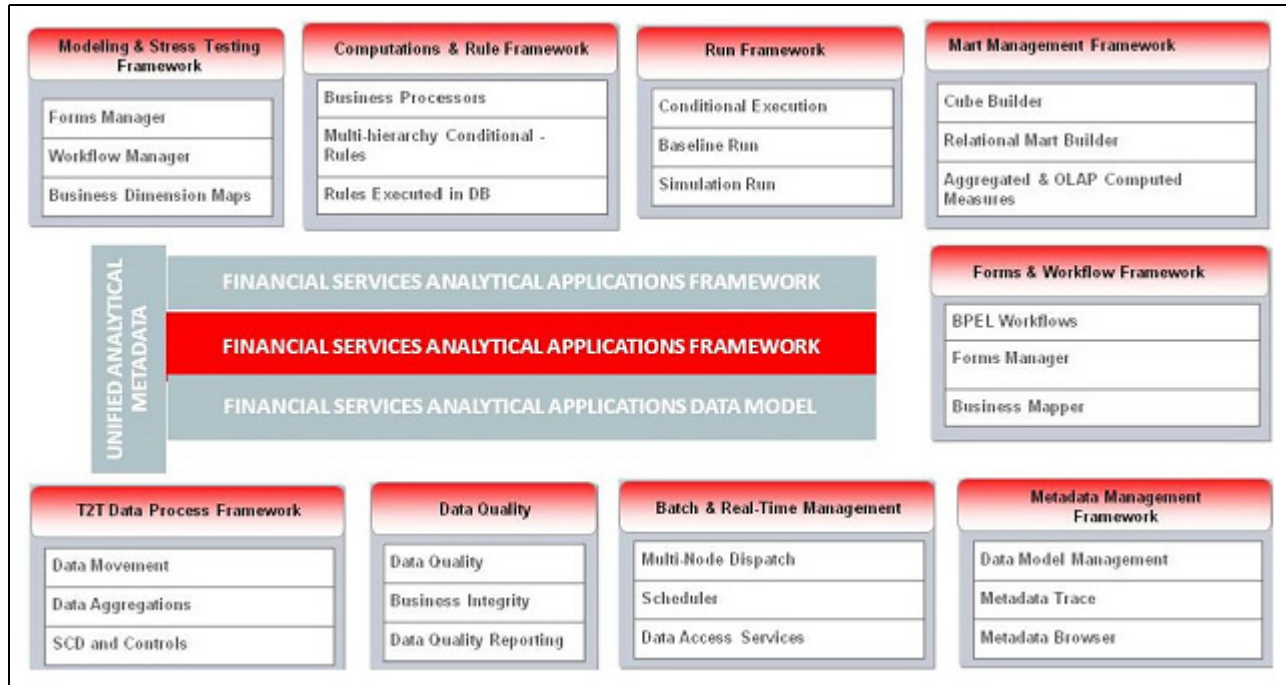 Modeling & Stress Testing
Framework
Forms Manager
Workflow Manager
Business Dimension Maps
Computations & Rule Framework
Business Processors
Multi-hierarchy Conditional -
Rules
Rules Executed in DB
Run Framework
Conditional Execution
Baseline Run
Simulation Run
Mart Management Framework
Cube Builder
Relational Mart Builder
Aggregated & OLAP Computed
Measures
UNIFIED ANALYTICAL
METADATA
FINANCIAL SERVICES ANALYTICAL APPLICATIONS FRAMEWORK
FINANCIAL SERVICES ANALYTICAL APPLICATIONS FRAMEWORK
FINANCIAL SERVICES ANALYTICAL APPLICATIONS DATA MODEL
Forms & Workflow Framework
BPEL Workflows
Forms Manager
Business Mapper
T2T Data Process Framework
Data Movement
Data Aggregations
SCD and Controls
Data Quality
Data Quality
Business Integrity
Data Quality Reporting
Batch & Real-Time Management
Multi-Node Dispatch
Scheduler
Data Access Services
Metadata Management
Framework
Data Model Management
Metadata Trace
Metadata Browser